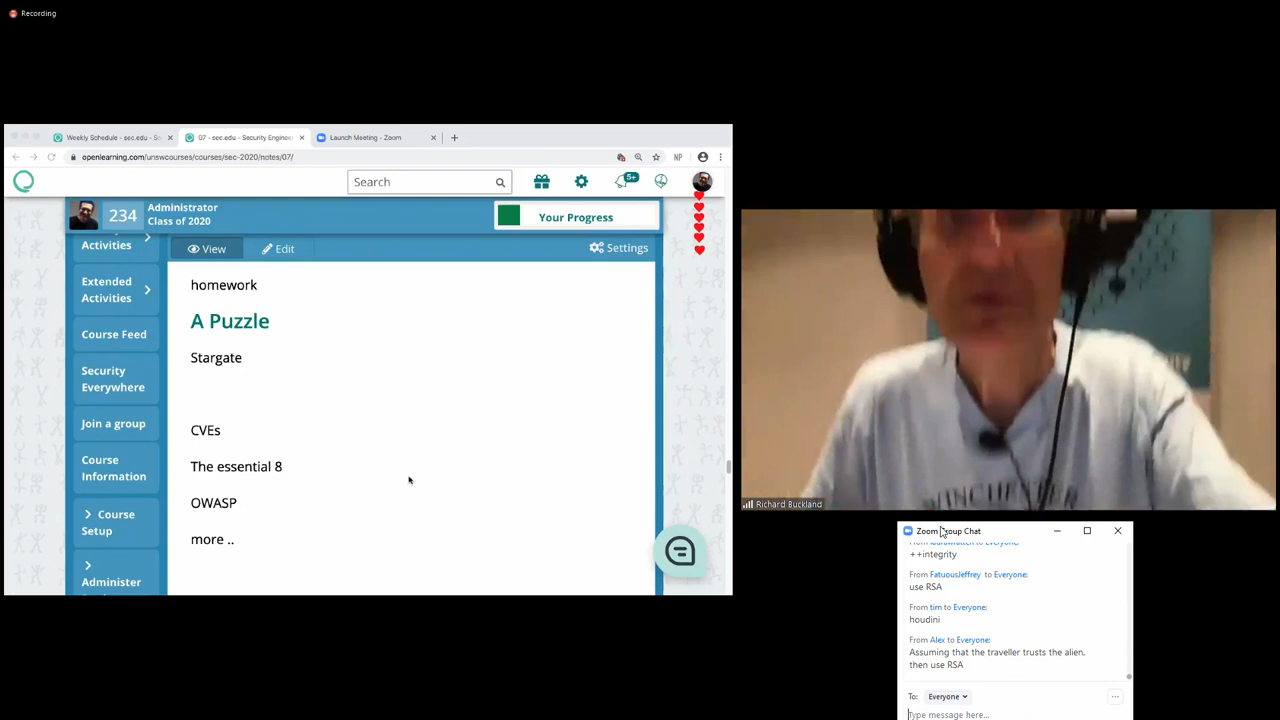 Recording
Weekly Schedule - sec.edu - Se
07 - sec.edu - Security Enginee
Launch Meeting - Zoom
openlearning.com/unswcourses/courses/sec-2020/notes/07/
NP
Search
5+
234
Administrator
Class of 2020
Your Progress
Activities
View
Edit
Settings
Extended
Activities
Course Feed
Security
Everywhere
Join a group
Course
Information
Course
Setup
Administer
homework
A Puzzle
Stargate
CVEs
The essential 8
OWASP
more ..
Richard Buckland
Zoom Group Chat
to Everyone:
++integrity
From FatuousJeffrey to Everyone:
use RSA
From tim to Everyone:
houdini
From Alex to Everyone:
Assuming that the traveller trusts the alien,
then use RSA
To: Everyone
Type message here...